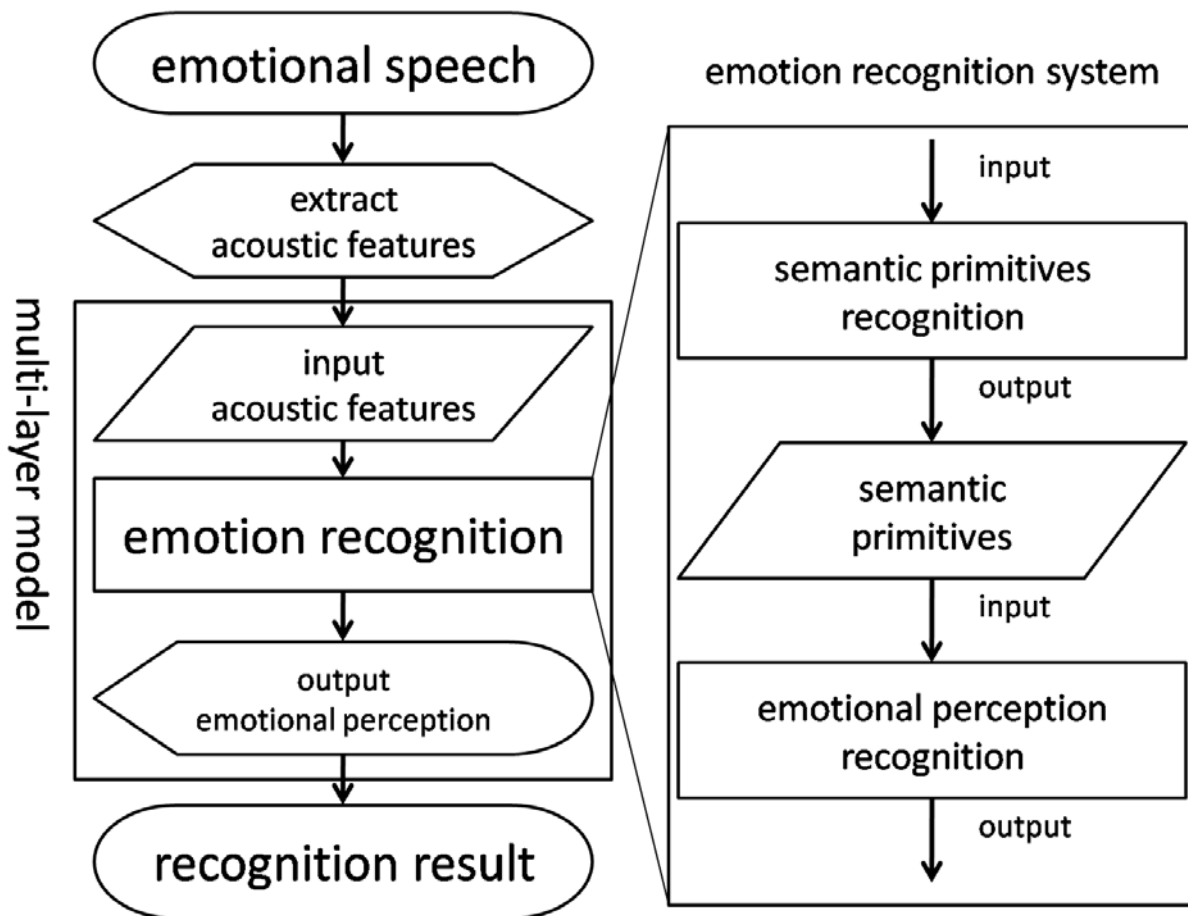 emotional speech
extract
acoustic features
multi-layer model
input
acoustic features
emotion recognition
output
emotional perception
recognition result
emotion recognition system
input
semantic primitives
recognition
output
semantic
primitives
input
emotional perception
recognition
output